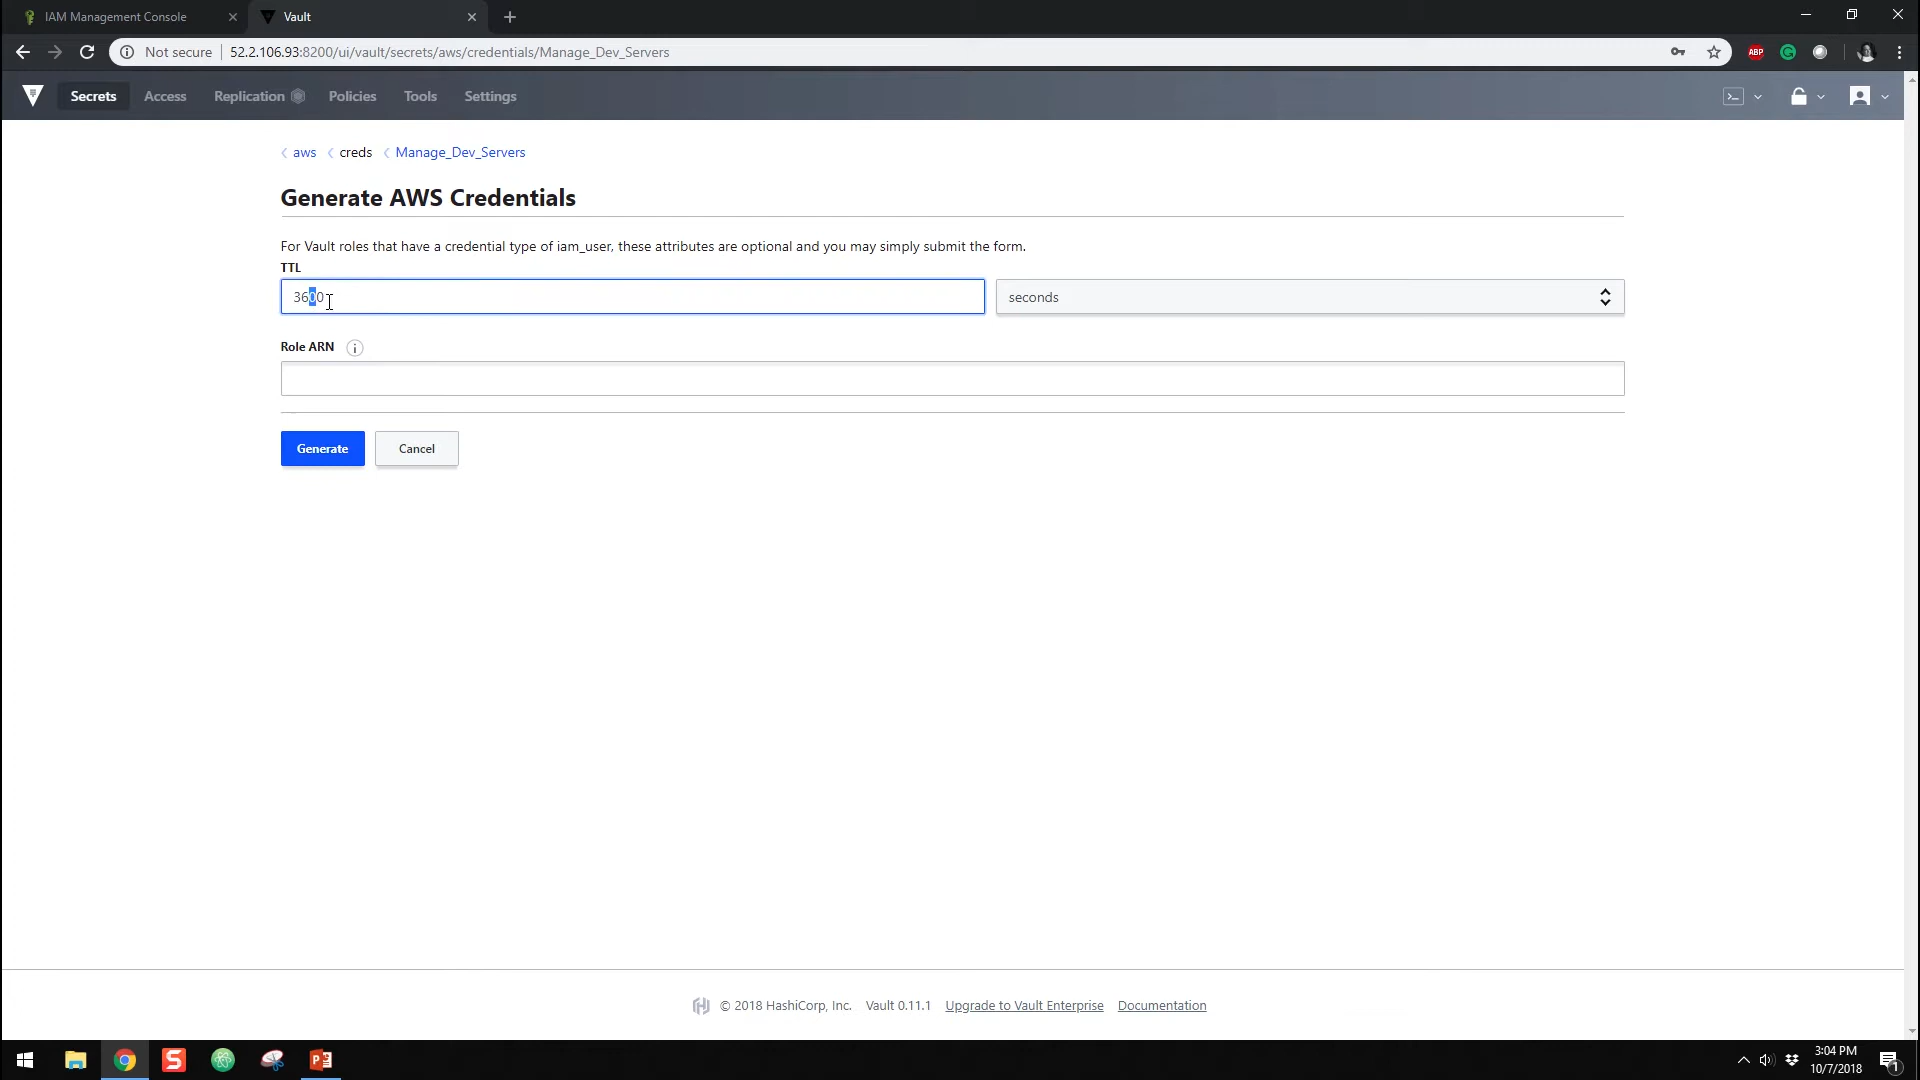 IAM Management Console
Vault
Not secure
52.2.106.93:8200/ui/vault/secrets/aws/credentials/Manage_Dev_Servers
ABP
Secrets
Access
Replication
Policies
Tools
Settings
aws
creds
Manage_Dev_Servers
Generate AWS Credentials
For Vault roles that have a credential type of iam_user, these attributes are optional and you may simply submit the form.
TTL
3600
seconds
Role ARN
Generate
Cancel
© 2018 HashiCorp, Inc.
Vault 0.11.1
Upgrade to Vault Enterprise
Documentation
3:04 PM
10/7/2018
1